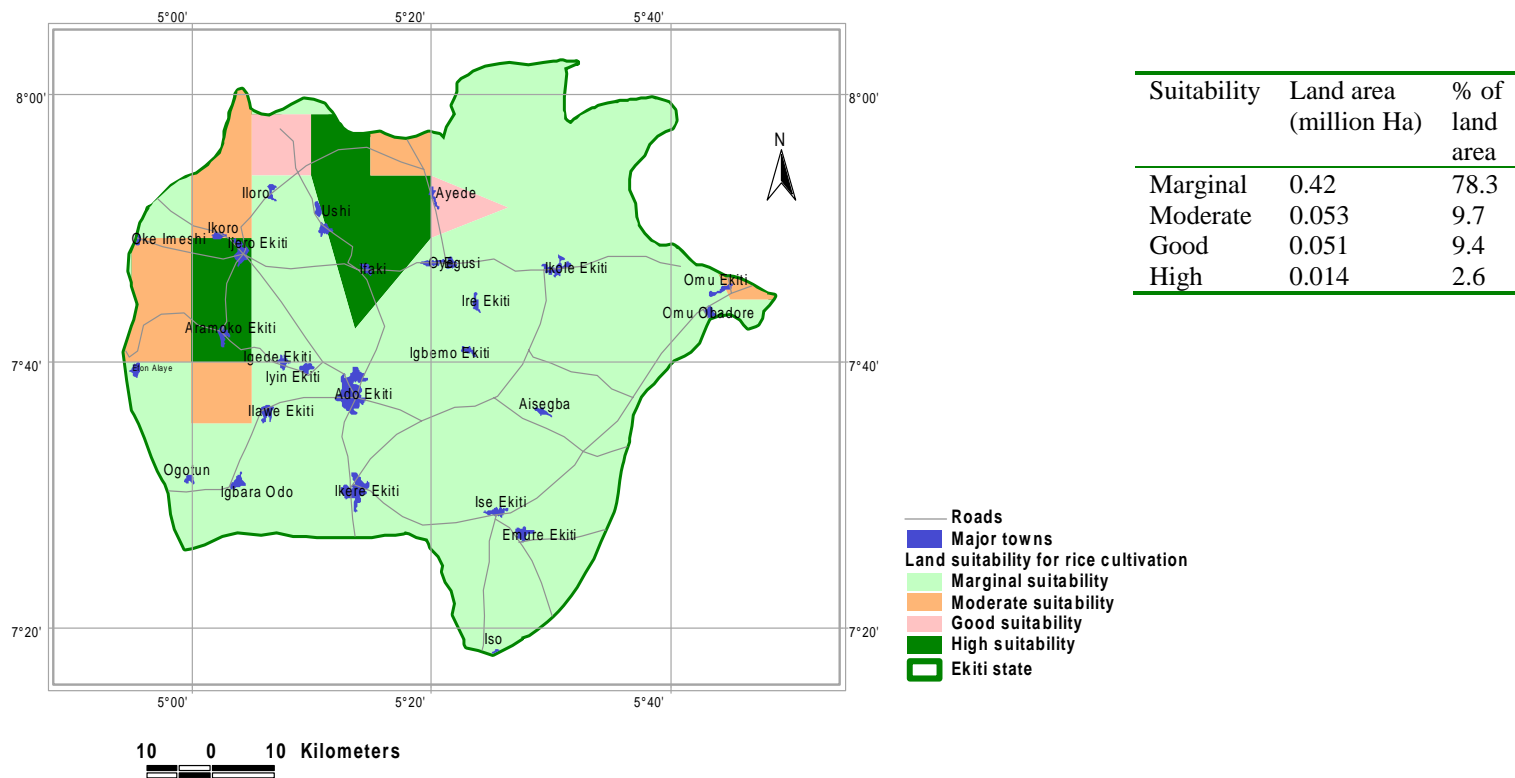 5°00' 5°20' 5°40'
8°00' 8°00'
N
Iloro
Ayede
Ushi
Ikoro
Oke Imeshi
Ijero Ekiti
Ifaki
Oyegusi
Ikole Ekiti
Omu Ekiti
Ire Ekiti
Omu Obadore
Aramoko Ekiti
Igede Ekiti
Igbemo Ekiti
7°40' 7°40'
Efon Alaye
Iyin Ekiti
Ado Ekiti
Aisegba
Ilawe Ekiti
Ogotun
Igbara Odo
Ikere Ekiti
Ise Ekiti
Emure Ekiti
7°20' 7°20'
Iso
5°00' 5°20' 5°40'
10 0 10 Kilometers
Suitability Land area % of
(million Ha) land
area
Marginal 0.42 78.3
Moderate 0.053 9.7
Good 0.051 9.4
High 0.014 2.6
Roads
Major towns
Land suitability for rice cultivation
Marginal suitability
Moderate suitability
Good suitability
High suitability
Ekiti state